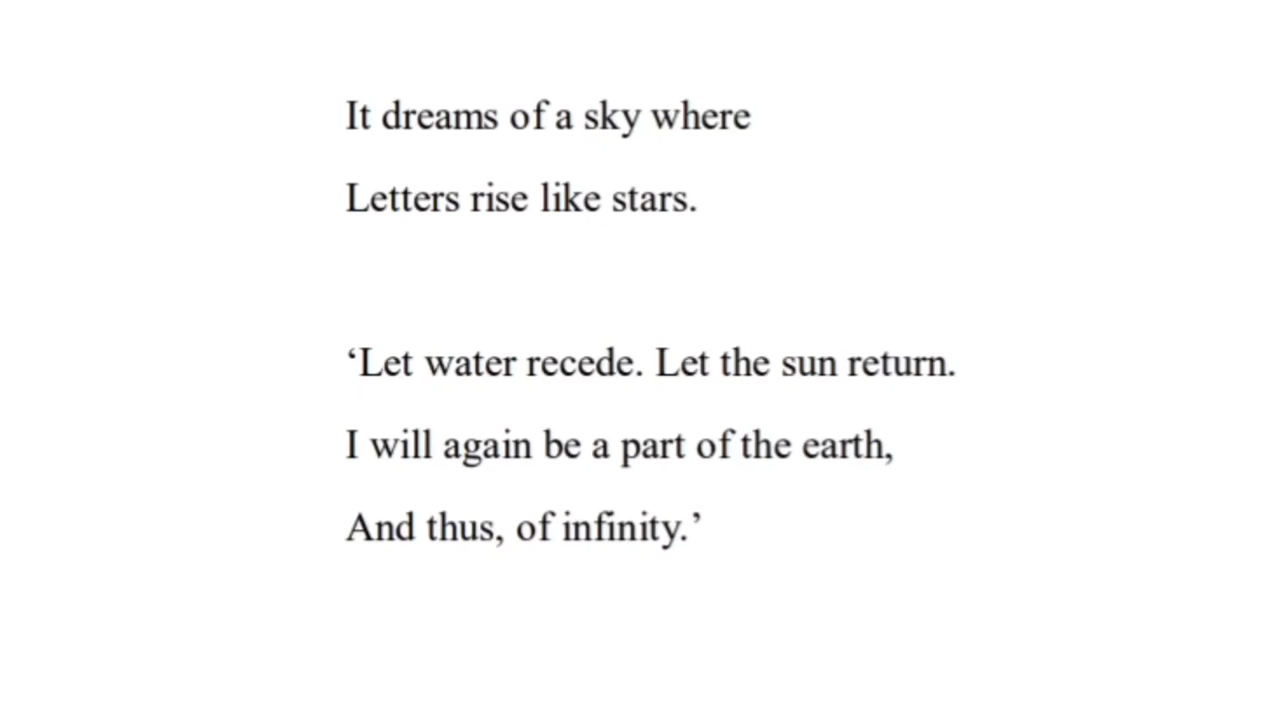 It dreams of a sky where
Letters rise like stars.
‘Let water recede. Let the sun return.
I will again be a part of the earth,
And thus, of infinity.’